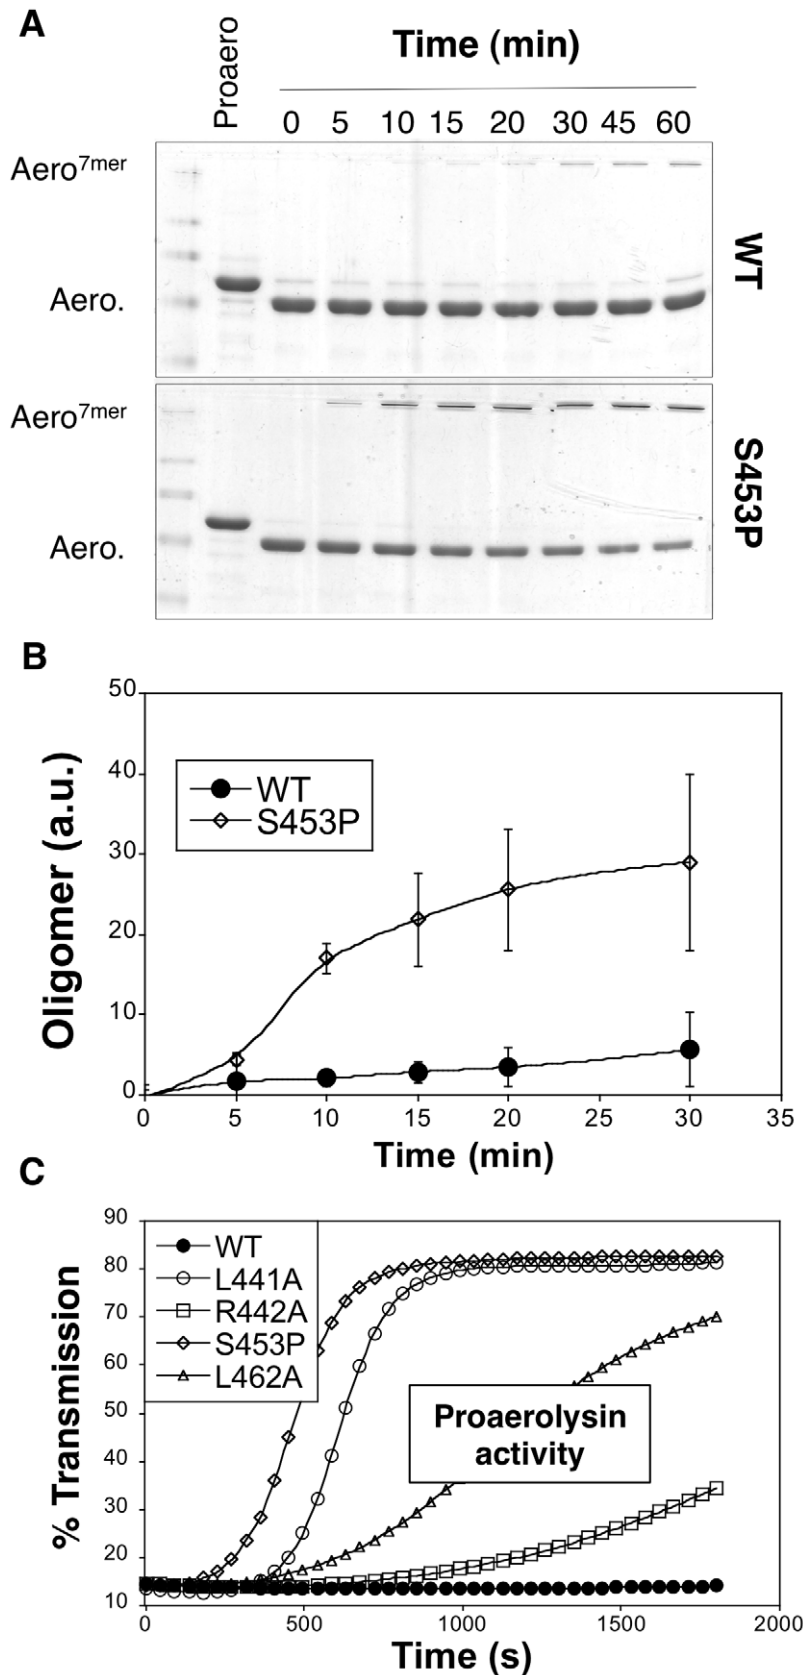 A
Proaero
Time (min)
0 5 10 15 20 30 45 60
Aero7mer
Aero.
WT
Aero7mer
Aero.
S453P
B
50
40
30
20
10
0
Oligomer (a.u.)
WT
S453P
0 5 10 15 20 25 30 35
Time (min)
C
90
80
70
60
50
40
30
20
10
% Transmission
WT
L441A
R442A
S453P
L462A
Proaerolysin
activity
0 500 1000 1500 2000
Time (s)